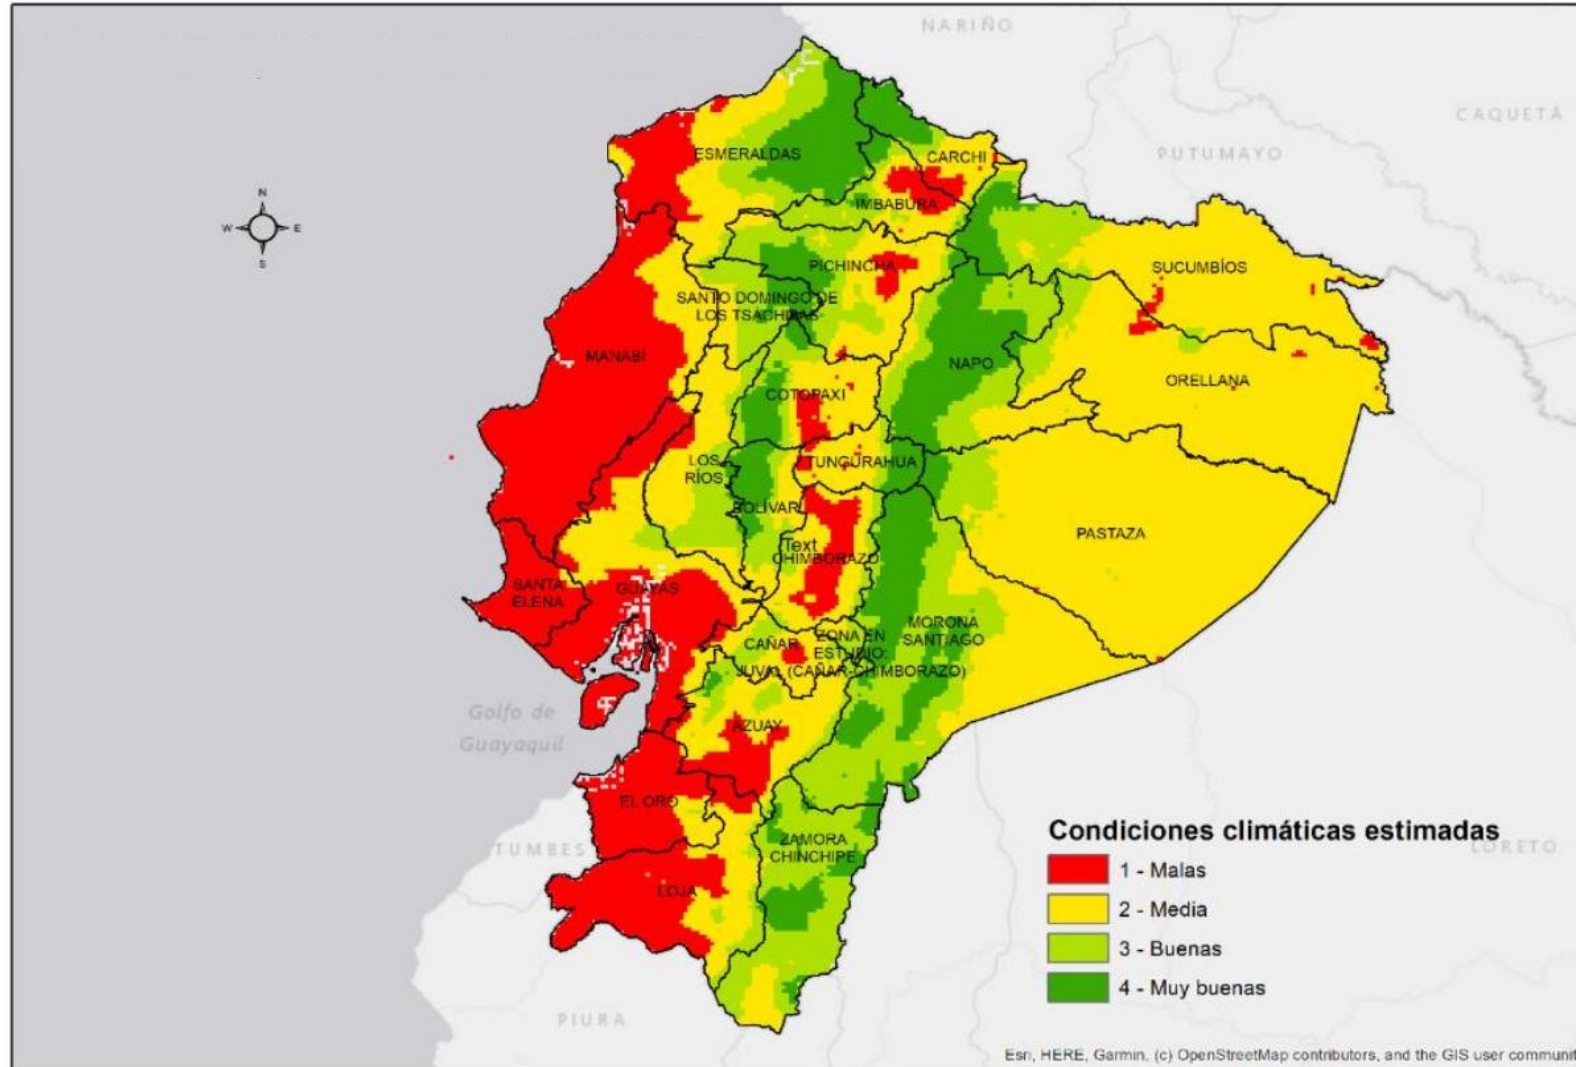 NARIÑO
CAQUETÁ
PUTUMAYO
ESMERALDAS
CARCHI
IMBABURA
N
W
E
S
PICHINCHA
SUCUMBÍOS
SANTO DOMINGO DE
LOS TSÁCHILAS
MANABÍ
NAPO
ORELLANA
COTOPAXI
LOS
RÍOS
TUNGURAHUA
BOLÍVAR
PASTAZA
Text
CHIMBORAZO
SANTA
ELENA
GUAYAS
MORONA
SANTIAGO
CAÑAR
ZONA EN
ESTUDIO:
JUVAL (CAÑAR-CHIMBORAZO)
Golfo de
Guayaquil
AZUAY
EL ORO
TUMBES
ZAMORA
CHINCHIPE
LOJA
PIURA
LORETO
Condiciones climáticas estimadas
1 - Malas
2 - Media
3 - Buenas
4 - Muy buenas
Esri, HERE, Garmin, (c) OpenStreetMap contributors, and the GIS user communit